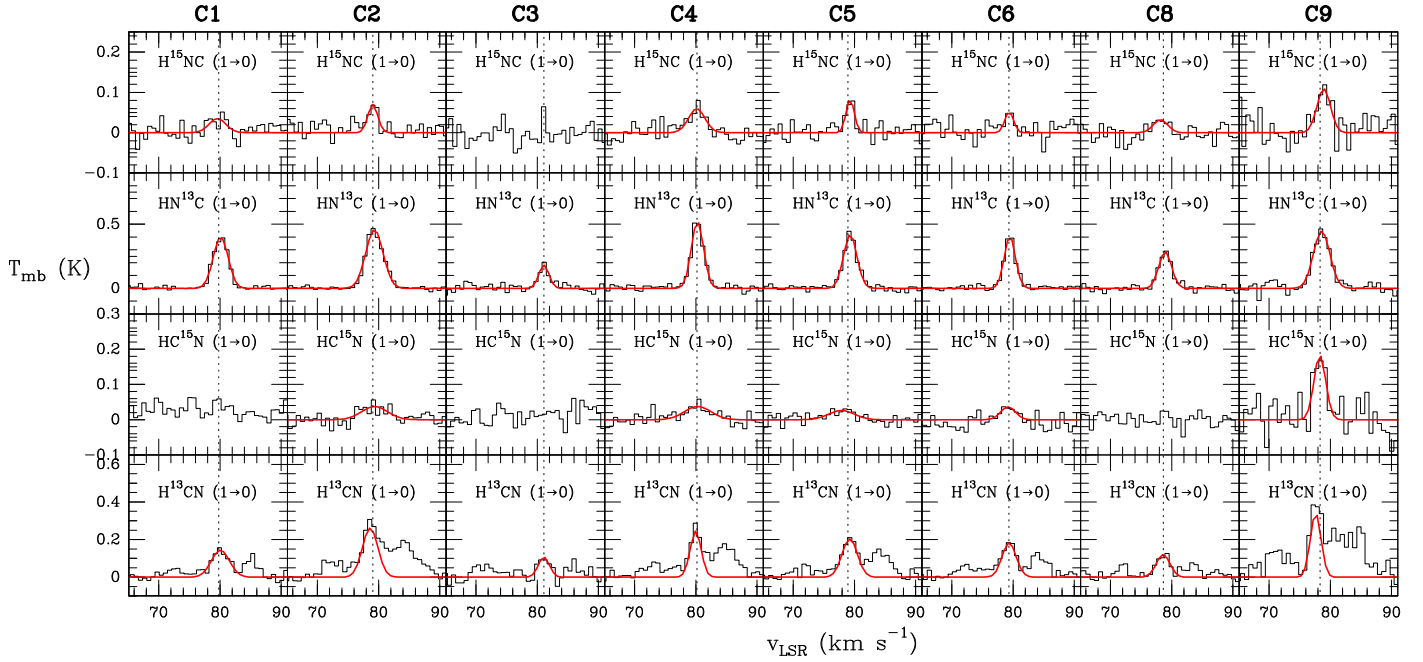 C1 C2 C3 C4 C5 C6 C8 C9
0.2 H¹⁵NC (1→0) H¹⁵NC (1→0) H¹⁵NC (1→0) H¹⁵NC (1→0) H¹⁵NC (1→0) H¹⁵NC (1→0) H¹⁵NC (1→0) H¹⁵NC (1→0)
0.1
0
−0.1
HN¹³C (1→0) HN¹³C (1→0) HN¹³C (1→0) HN¹³C (1→0) HN¹³C (1→0) HN¹³C (1→0) HN¹³C (1→0) HN¹³C (1→0)
0.5
T_mb (K)
0
0.3
HC¹⁵N (1→0) HC¹⁵N (1→0) HC¹⁵N (1→0) HC¹⁵N (1→0) HC¹⁵N (1→0) HC¹⁵N (1→0) HC¹⁵N (1→0) HC¹⁵N (1→0)
0.2
0.1
0
−0.1
0.6
H¹³CN (1→0) H¹³CN (1→0) H¹³CN (1→0) H¹³CN (1→0) H¹³CN (1→0) H¹³CN (1→0) H¹³CN (1→0) H¹³CN (1→0)
0.4
0.2
0
70 80 90 70 80 90 70 80 90 70 80 90 70 80 90 70 80 90 70 80 90 70 80 90
v_LSR (km s⁻¹)